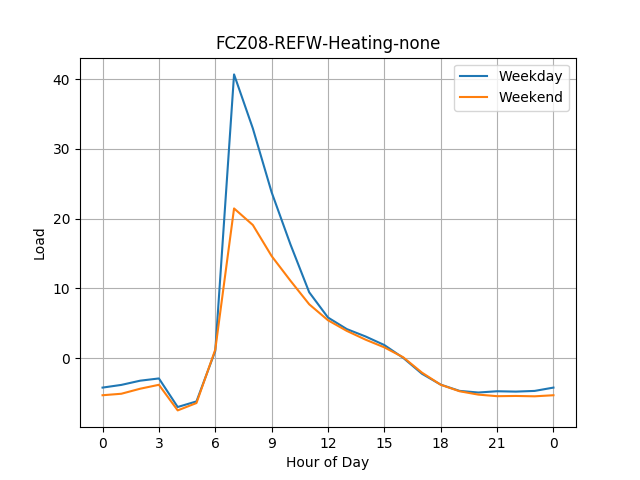 FCZ08-REFW-Heating-none
Weekday
Weekend
40
30
20
10
0
Load
0 3 6 9 12 15 18 21 0
Hour of Day